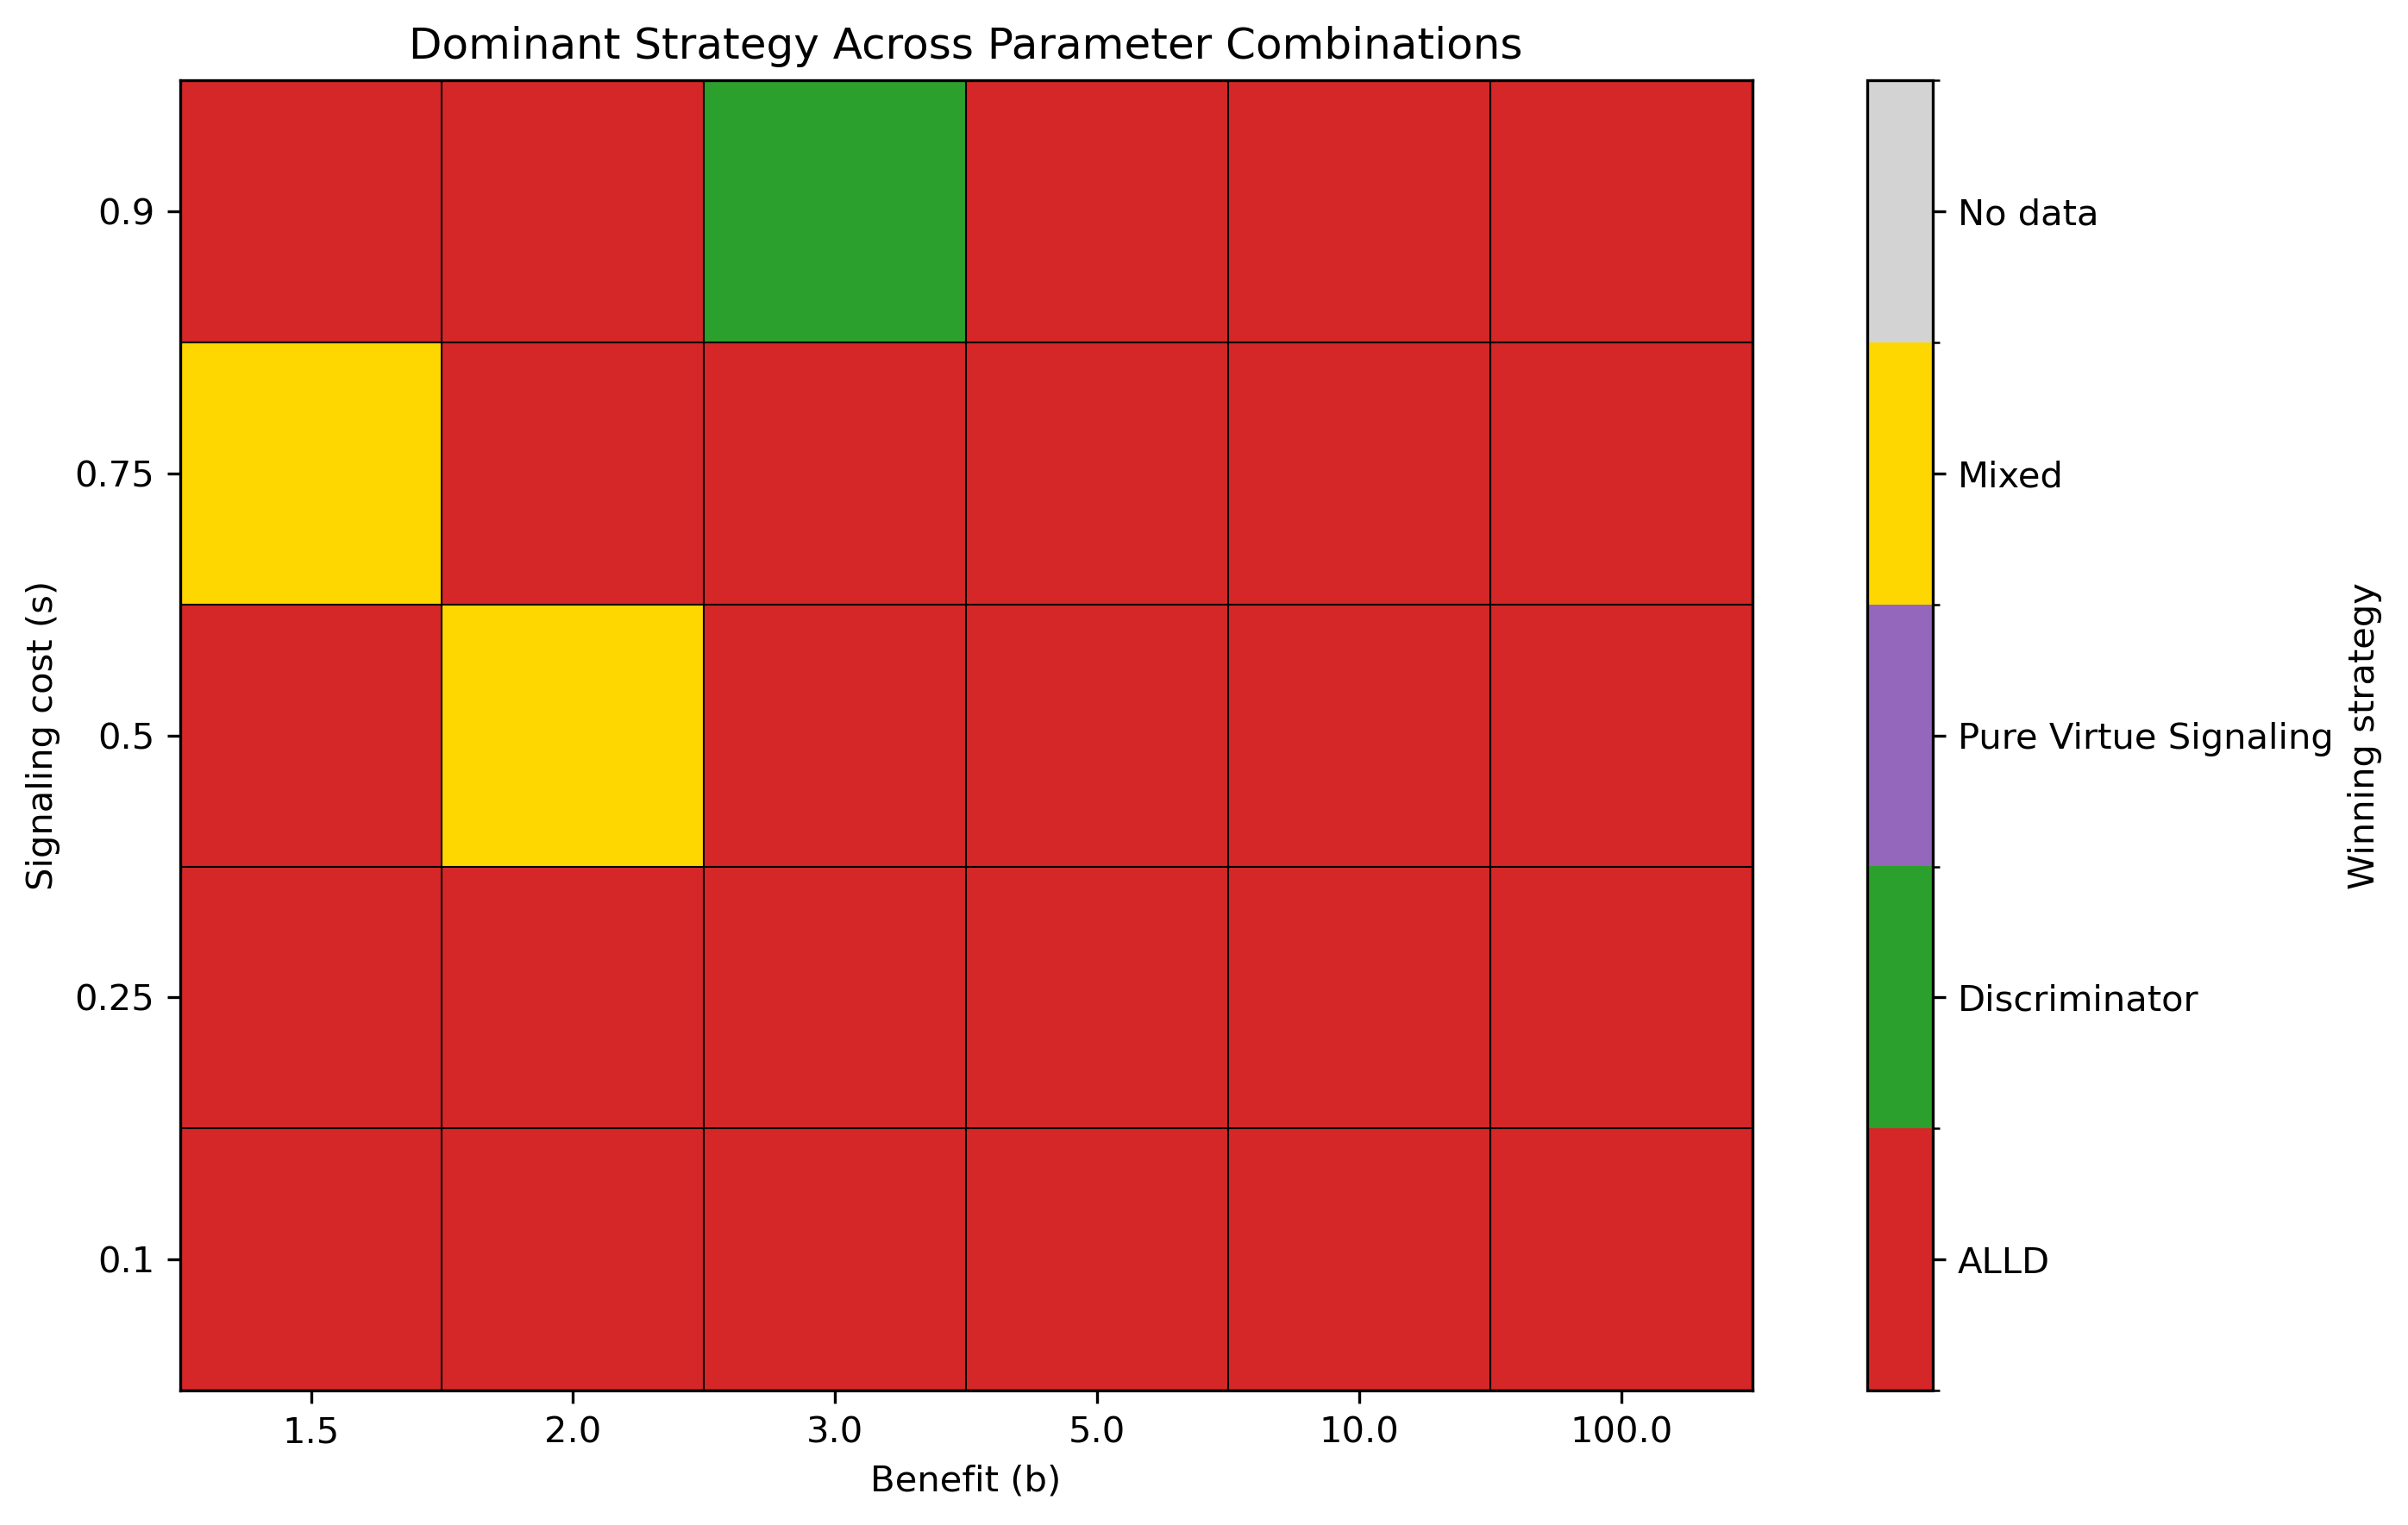 Dominant Strategy Across Parameter Combinations
Signaling cost (s)
0.9
0.75
0.5
0.25
0.1
1.5
2.0
3.0
5.0
10.0
100.0
Benefit (b)
No data
Mixed
Pure Virtue Signaling
Discriminator
ALLD
Winning strategy